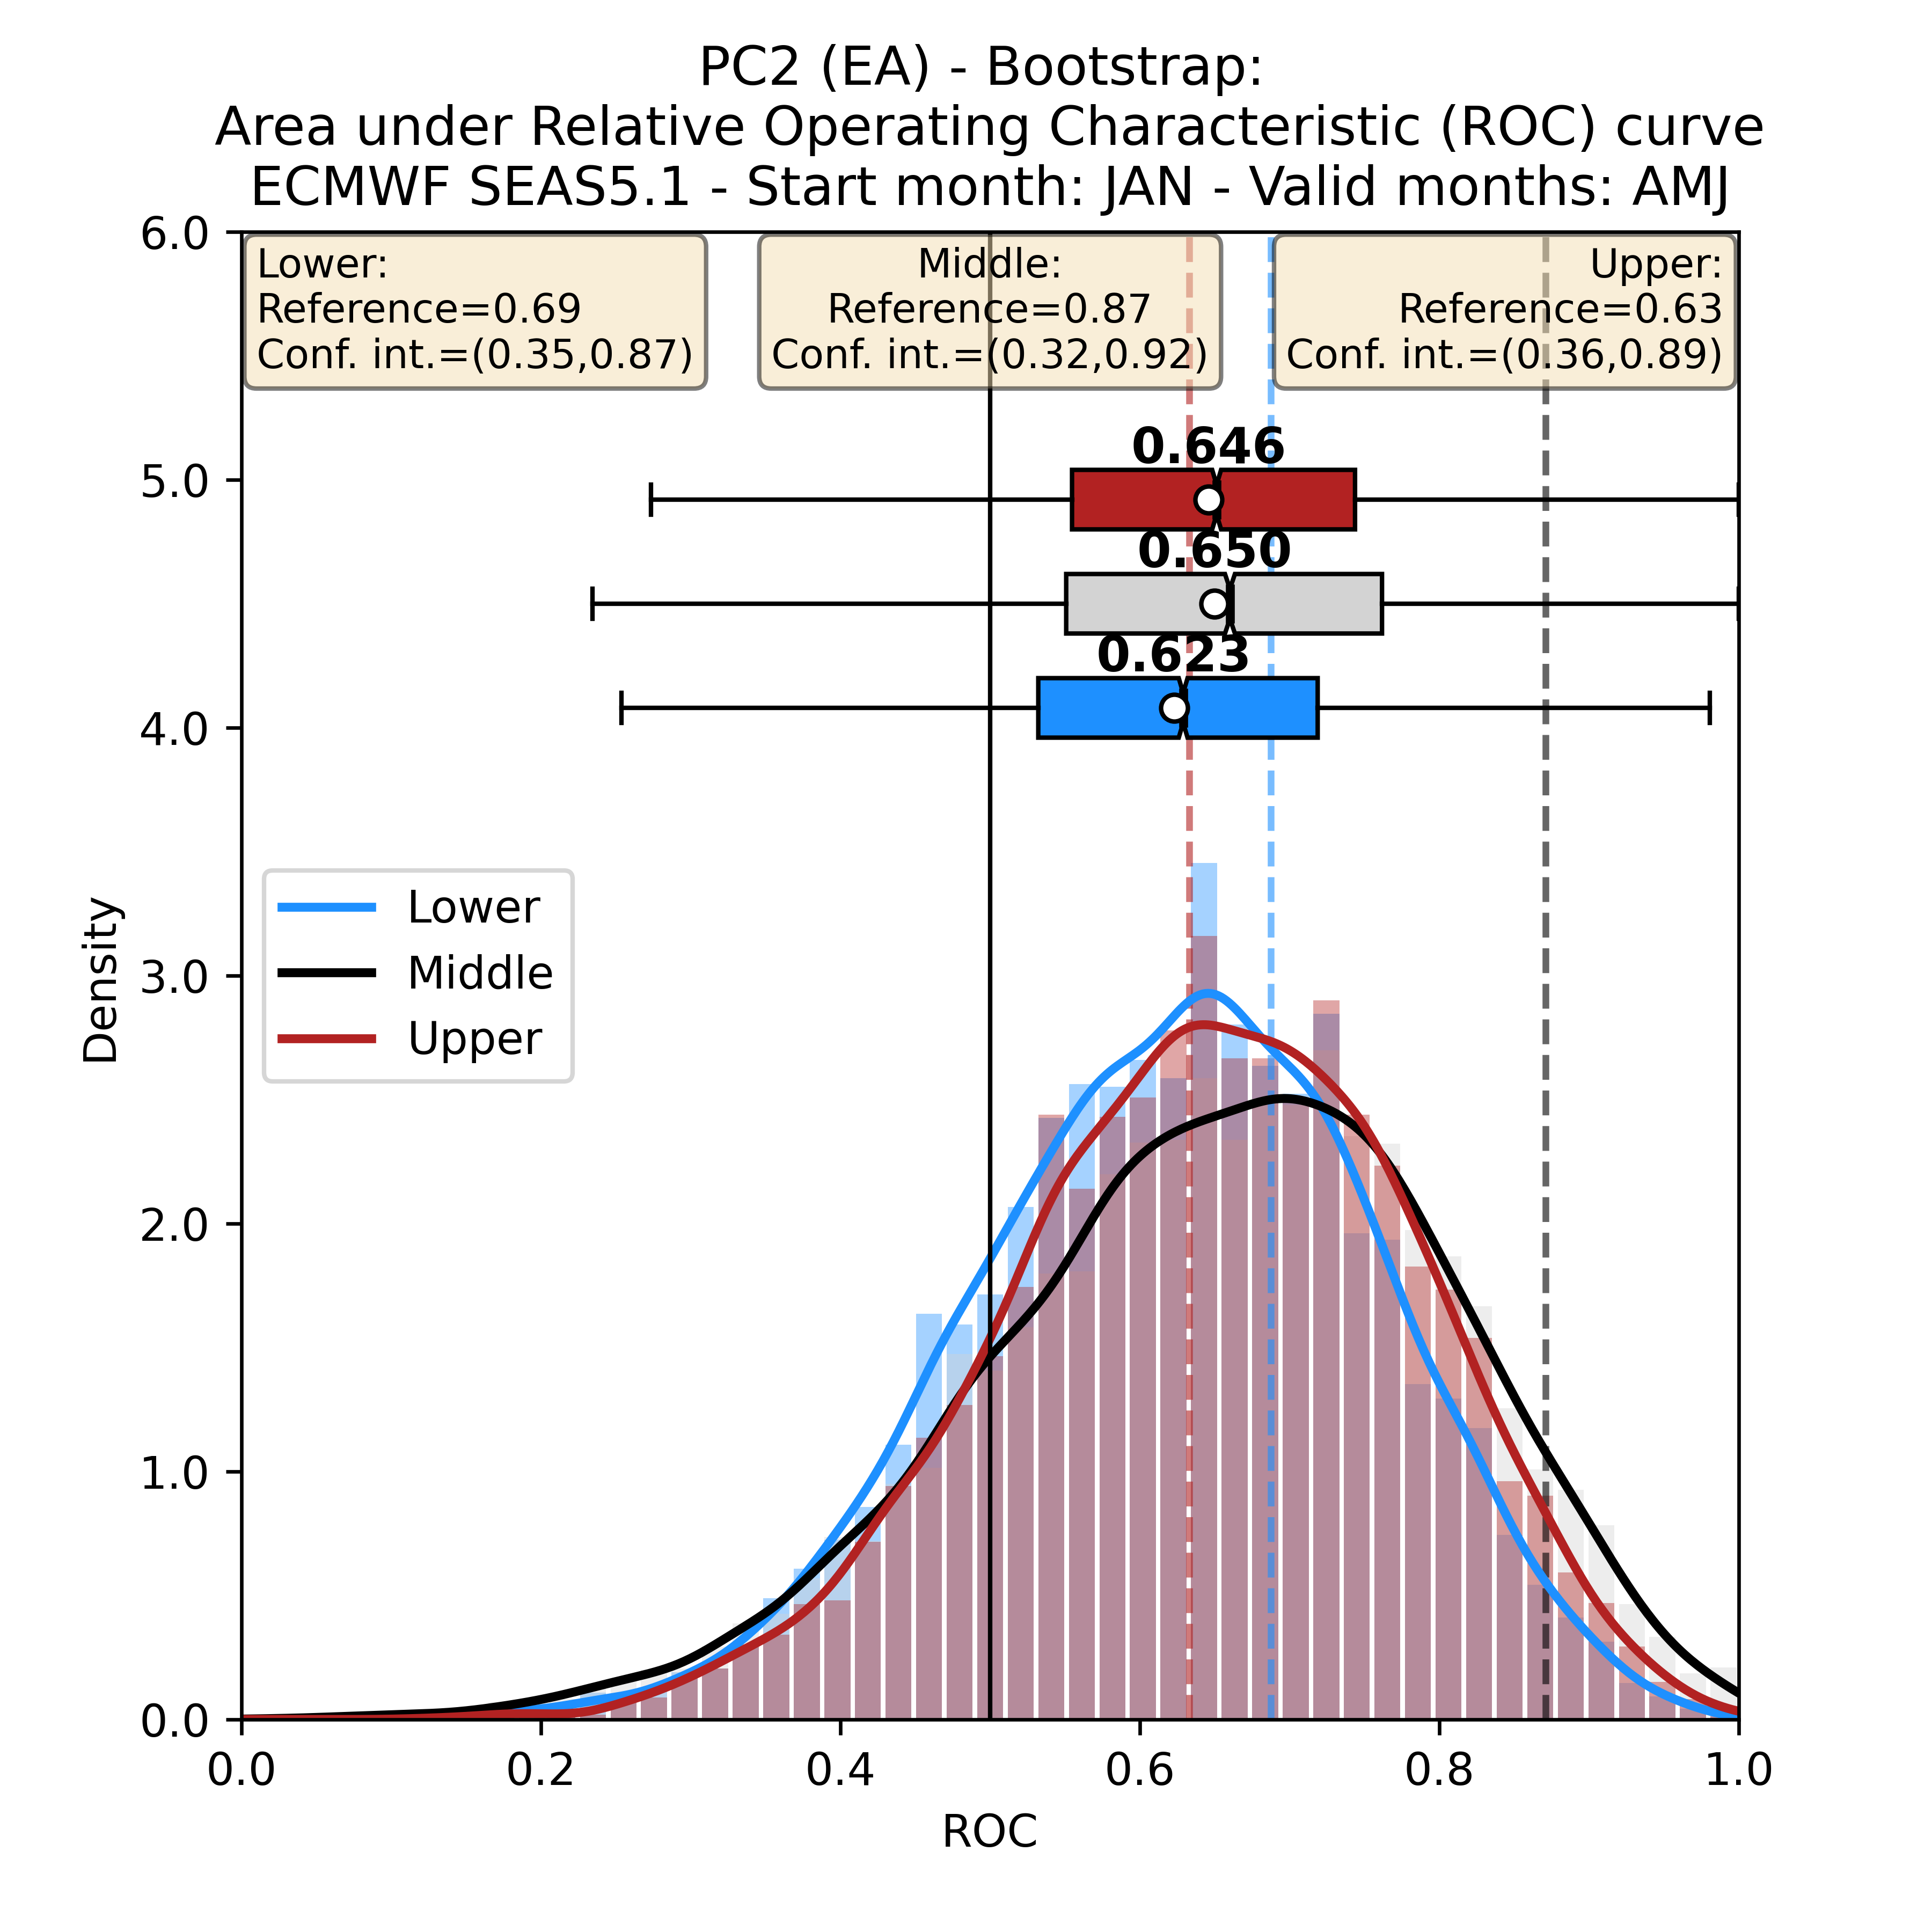 PC2 (EA) - Bootstrap:
Area under Relative Operating Characteristic (ROC) curve
ECMWF SEAS5.1 - Start month: JAN - Valid months: AMJ
6.0
Lower:
Reference=0.69
Conf. int.=(0.35,0.87)
Middle:
Reference=0.87
Conf. int.=(0.32,0.92)
Upper:
Reference=0.63
Conf. int.=(0.36,0.89)
0.646
5.0
0.650
0.623
4.0
Lower
Middle
Upper
Density
3.0
2.0
1.0
0.0
0.0 0.2 0.4 0.6 0.8 1.0
ROC